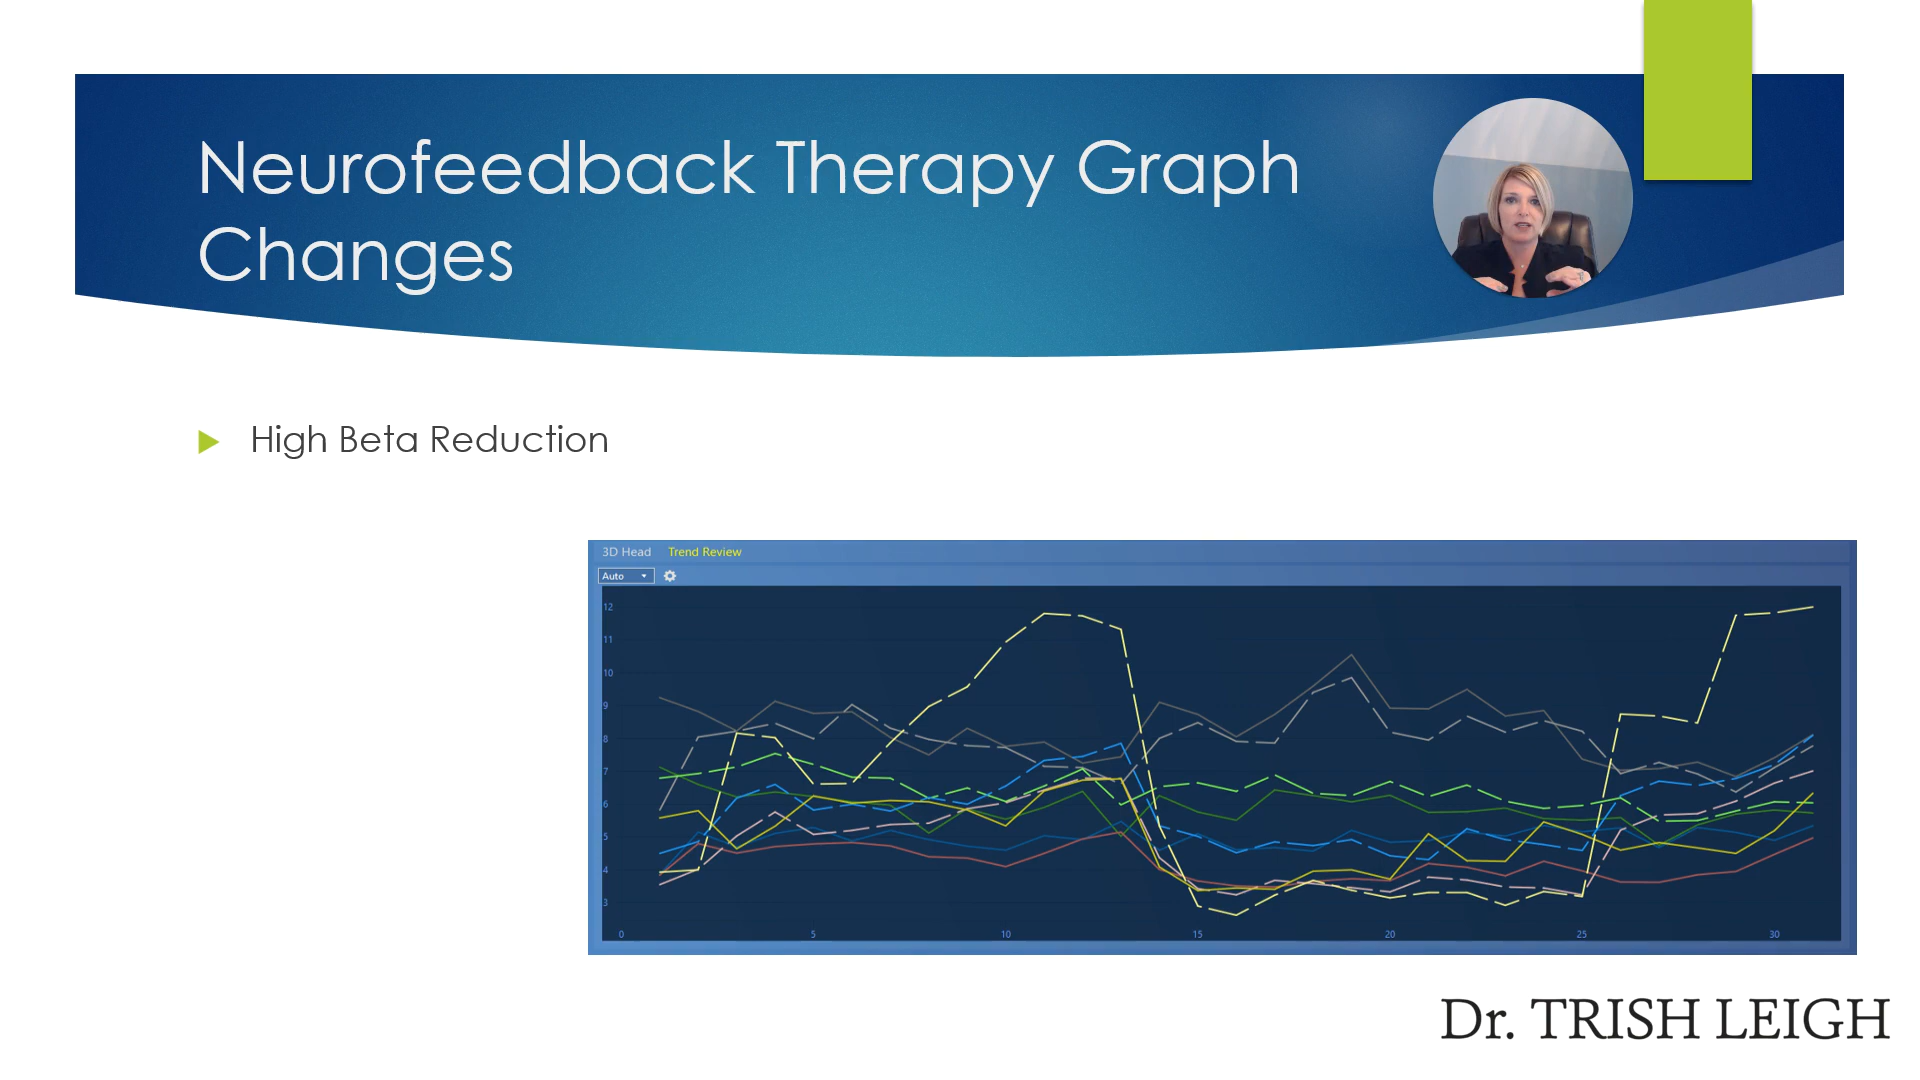 Neurofeedback Therapy Graph
Changes
High Beta Reduction
3D Head Trend Review
Auto
12
11
10
9
8
7
6
5
4
3
0 5 10 15 20 25 30
Dr. TRISH LEIGH